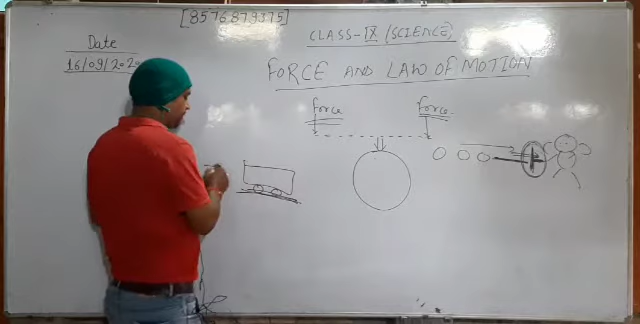 [8576879375]
CLASS-IX (SCIENCE)
Date
16/09/2020
FORCE AND LAW OF MOTION
force
force